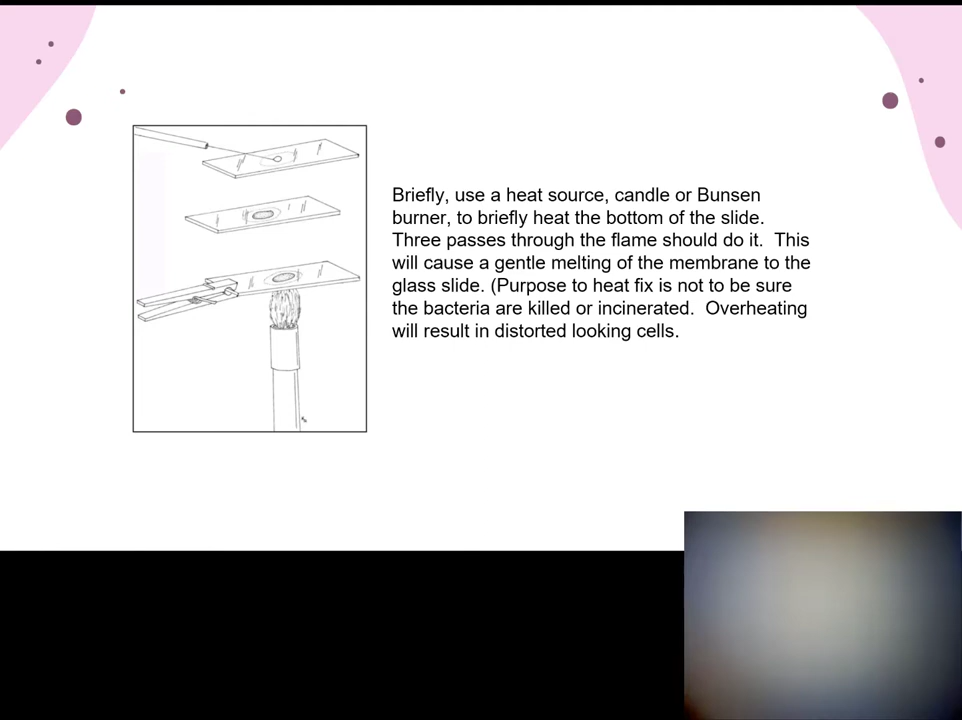 Briefly, use a heat source, candle or Bunsen
burner, to briefly heat the bottom of the slide.
Three passes through the flame should do it.  This
will cause a gentle melting of the membrane to the
glass slide. (Purpose to heat fix is not to be sure
the bacteria are killed or incinerated.  Overheating
will result in distorted looking cells.